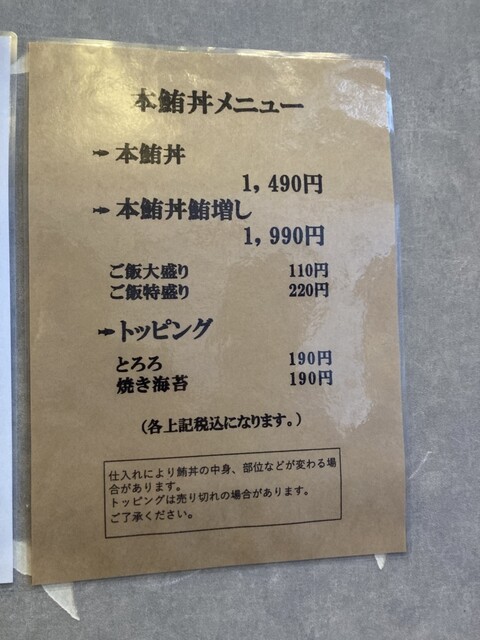 本鮪丼メニュー
本鮪丼
1,490円
本鮪丼鮪増し
1,990円
ご飯大盛り 110円
ご飯特盛り 220円
トッピング
とろろ 190円
焼き海苔 190円
(各上記税込になります。)
仕入れにより鮪丼の中身、部位などが変わる場
合があります。
トッピングは売り切れの場合があります。
ご了承ください。